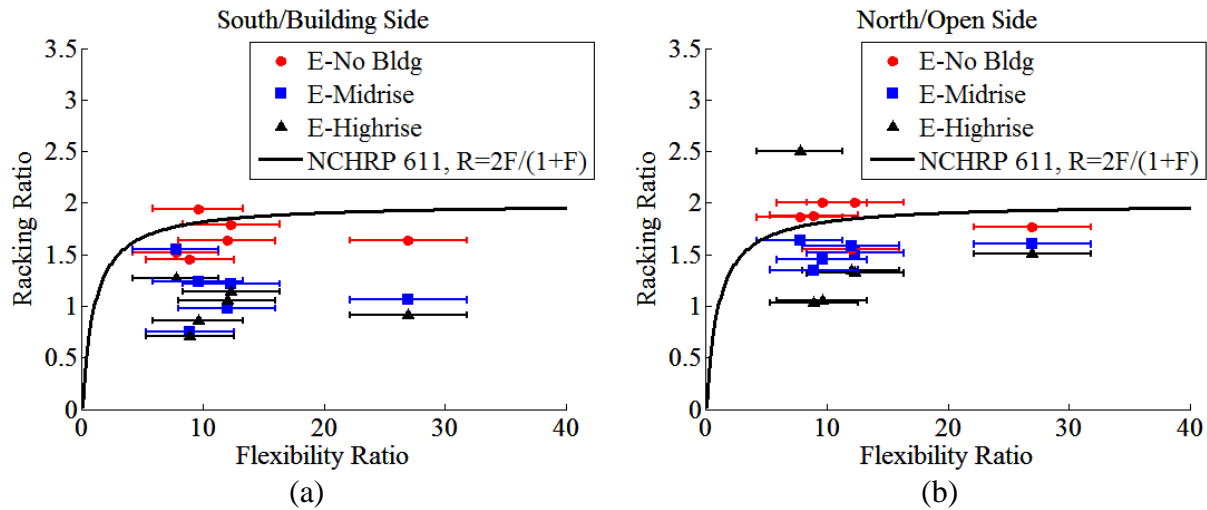 South/Building Side
3.5
3
2.5
2
1.5
1
0.5
0
Racking Ratio
E-No Bldg
E-Midrise
E-Highrise
NCHRP 611, R=2F/(1+F)
0 10 20 30 40
Flexibility Ratio
(a)
North/Open Side
3.5
3
2.5
2
1.5
1
0.5
0
Racking Ratio
E-No Bldg
E-Midrise
E-Highrise
NCHRP 611, R=2F/(1+F)
0 10 20 30 40
Flexibility Ratio
(b)